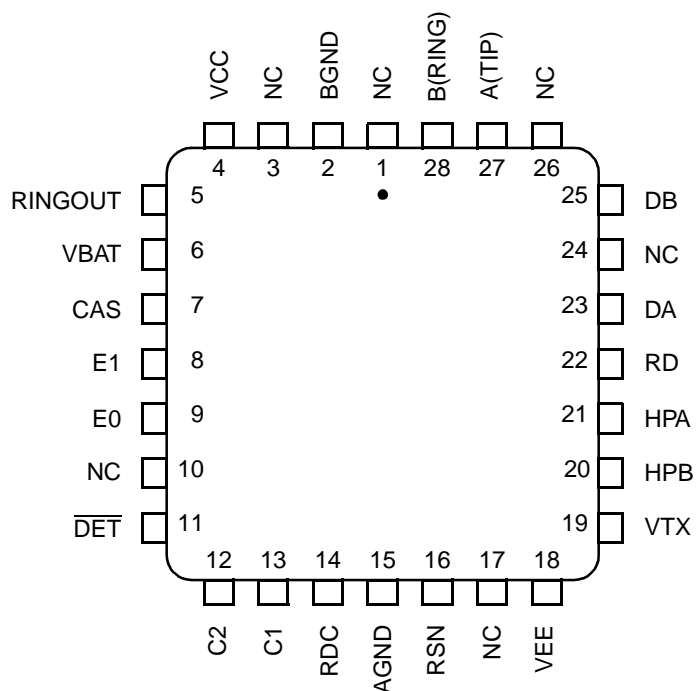 VCC NC BGND NC B(RING) A(TIP) NC
4 3 2 1 28 27 26
RINGOUT 5 25 DB
VBAT 6 24 NC
CAS 7 23 DA
E1 8 22 RD
E0 9 21 HPA
NC 10 20 HPB
DET 11 19 VTX
12 13 14 15 16 17 18
C2 C1 RDC AGND RSN NC VEE